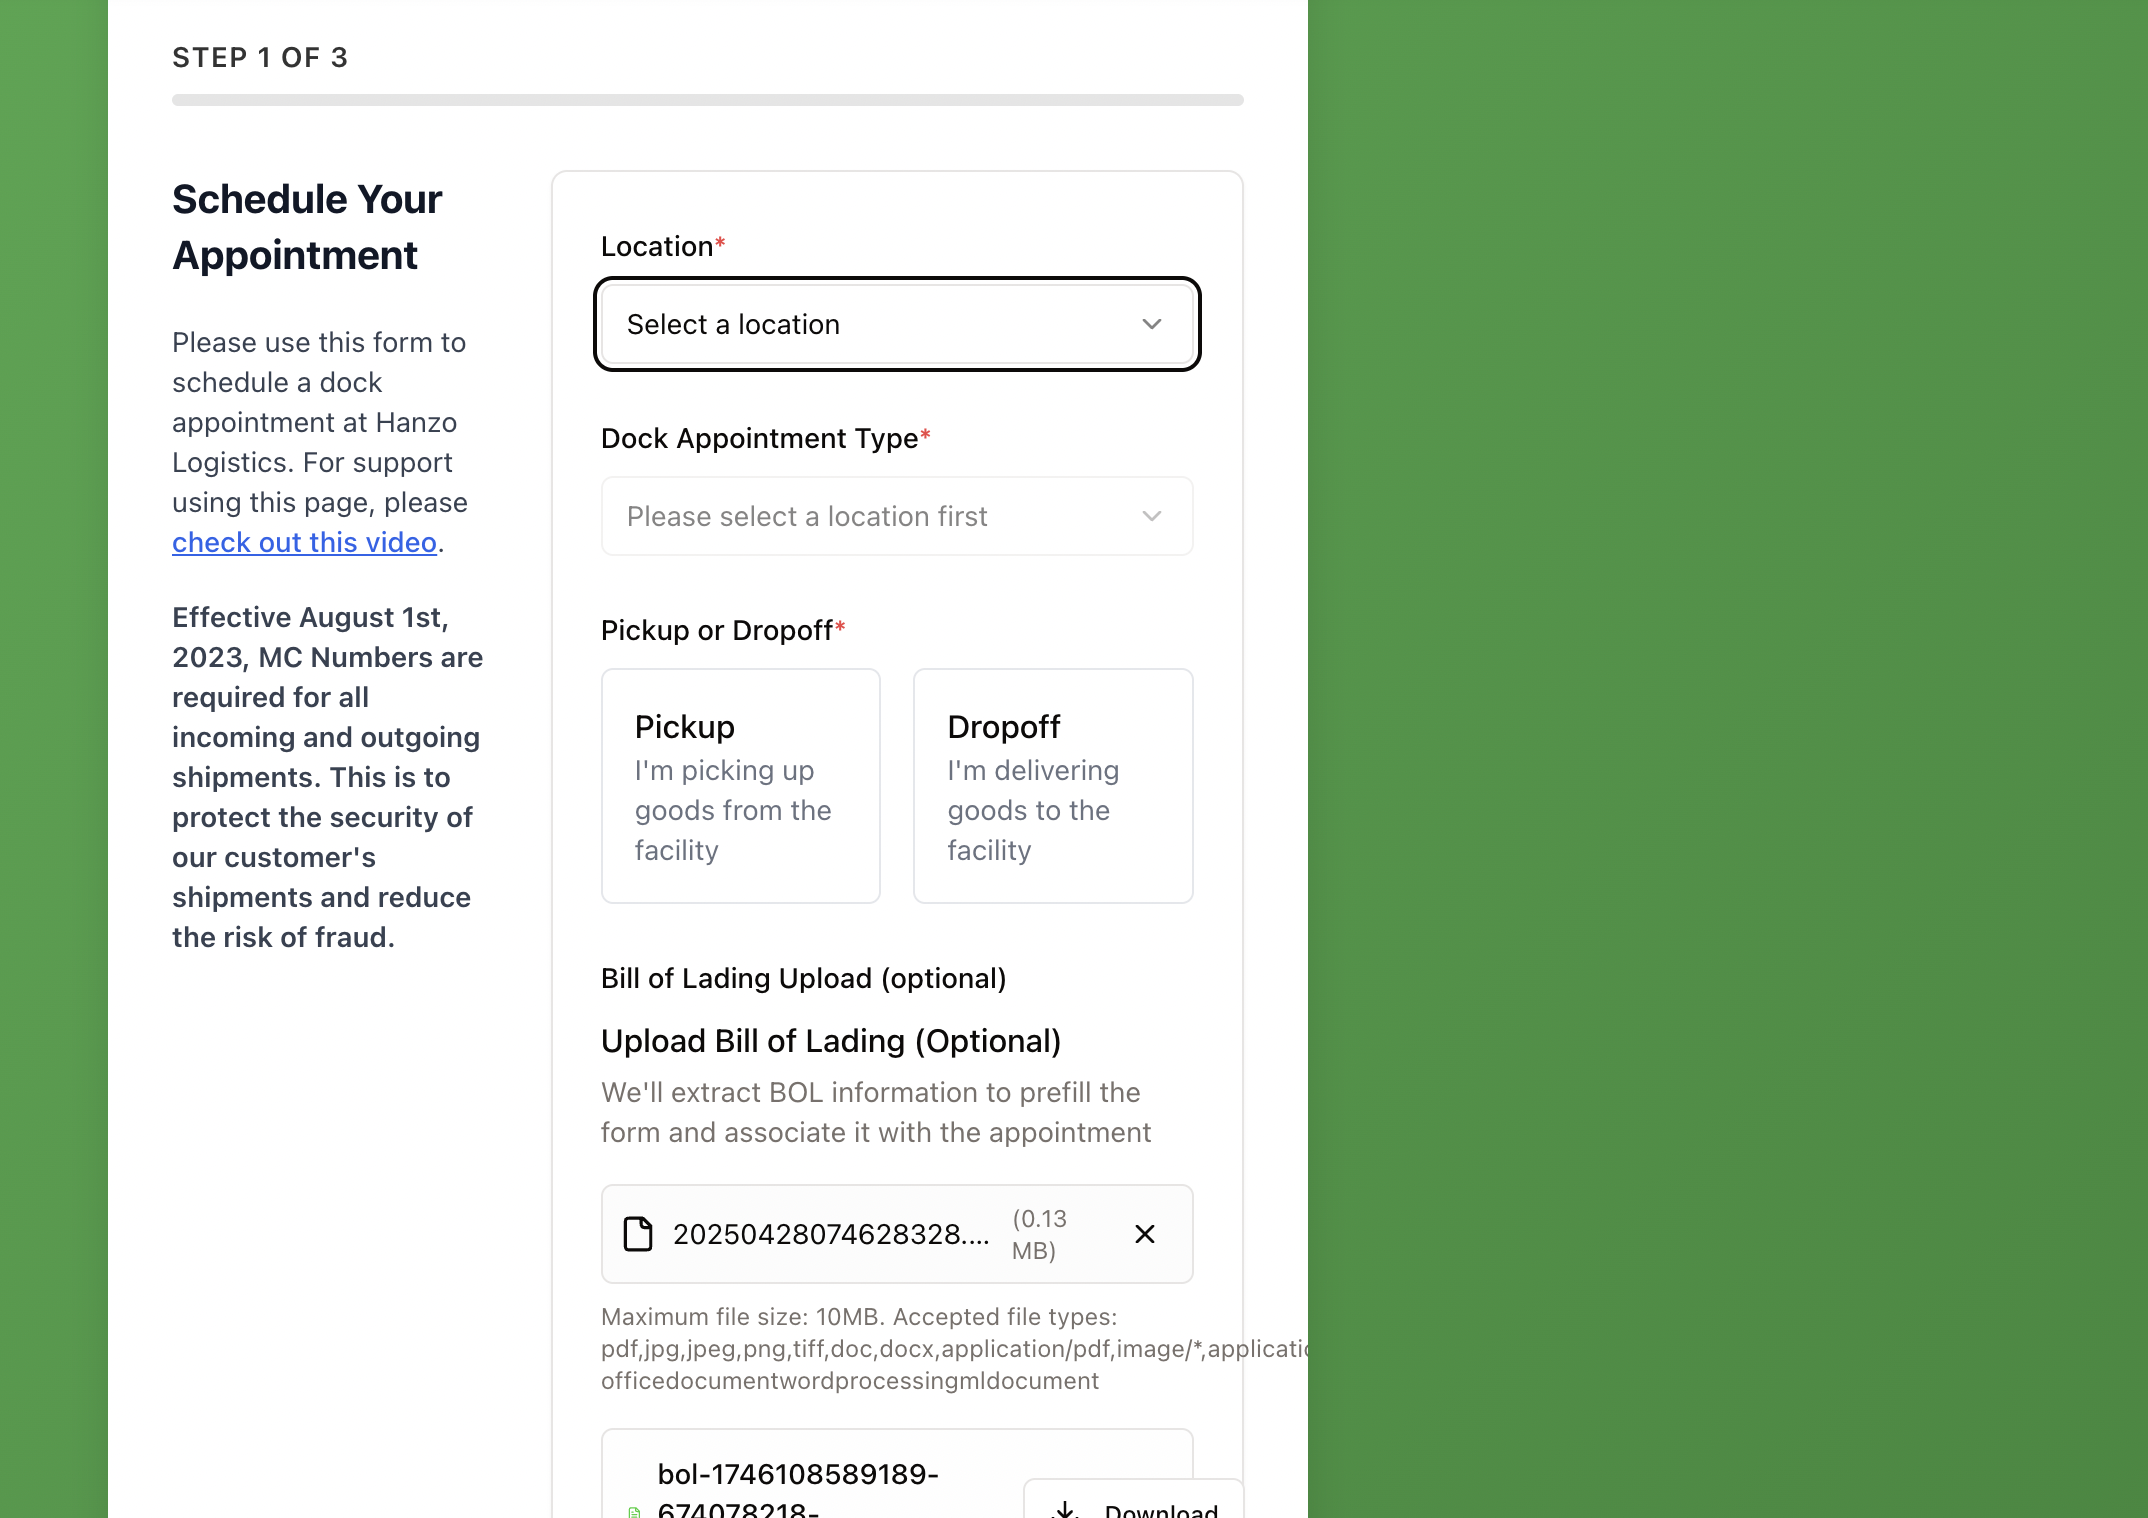 STEP 1 OF 3
Schedule Your
Appointment
Please use this form to
schedule a dock
appointment at Hanzo
Logistics. For support
using this page, please
check out this video.
Effective August 1st,
2023, MC Numbers are
required for all
incoming and outgoing
shipments. This is to
protect the security of
our customer's
shipments and reduce
the risk of fraud.
Location*
Select a location
Dock Appointment Type*
Please select a location first
Pickup or Dropoff*
Pickup
I'm picking up
goods from the
facility
Dropoff
I'm delivering
goods to the
facility
Bill of Lading Upload (optional)
Upload Bill of Lading (Optional)
We'll extract BOL information to prefill the
form and associate it with the appointment
20250428074628328....
(0.13
MB)
Maximum file size: 10MB. Accepted file types:
pdf,jpg,jpeg,png,tiff,doc,docx,application/pdf,image/*,applicatio
officedocumentwordprocessingmldocument
bol-1746108589189-
674078218-
Download